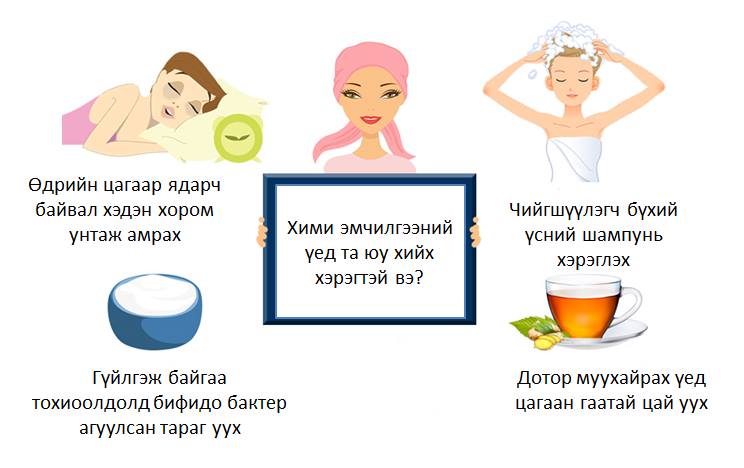 Хими эмчилгээний
үед та юу хийх
хэрэгтэй вэ?
Өдрийн цагаар ядарч
байвал хэдэн хором
унтаж амрах
Чийгшүүлэгч бүхий
үсний шампунь
хэрэглэх
Гүйлгэж байгаа
тохиоолдолд бифидо бактер
агуулсан тараг уух
Дотор муухайрах үед
цагаан гаатай цай уух